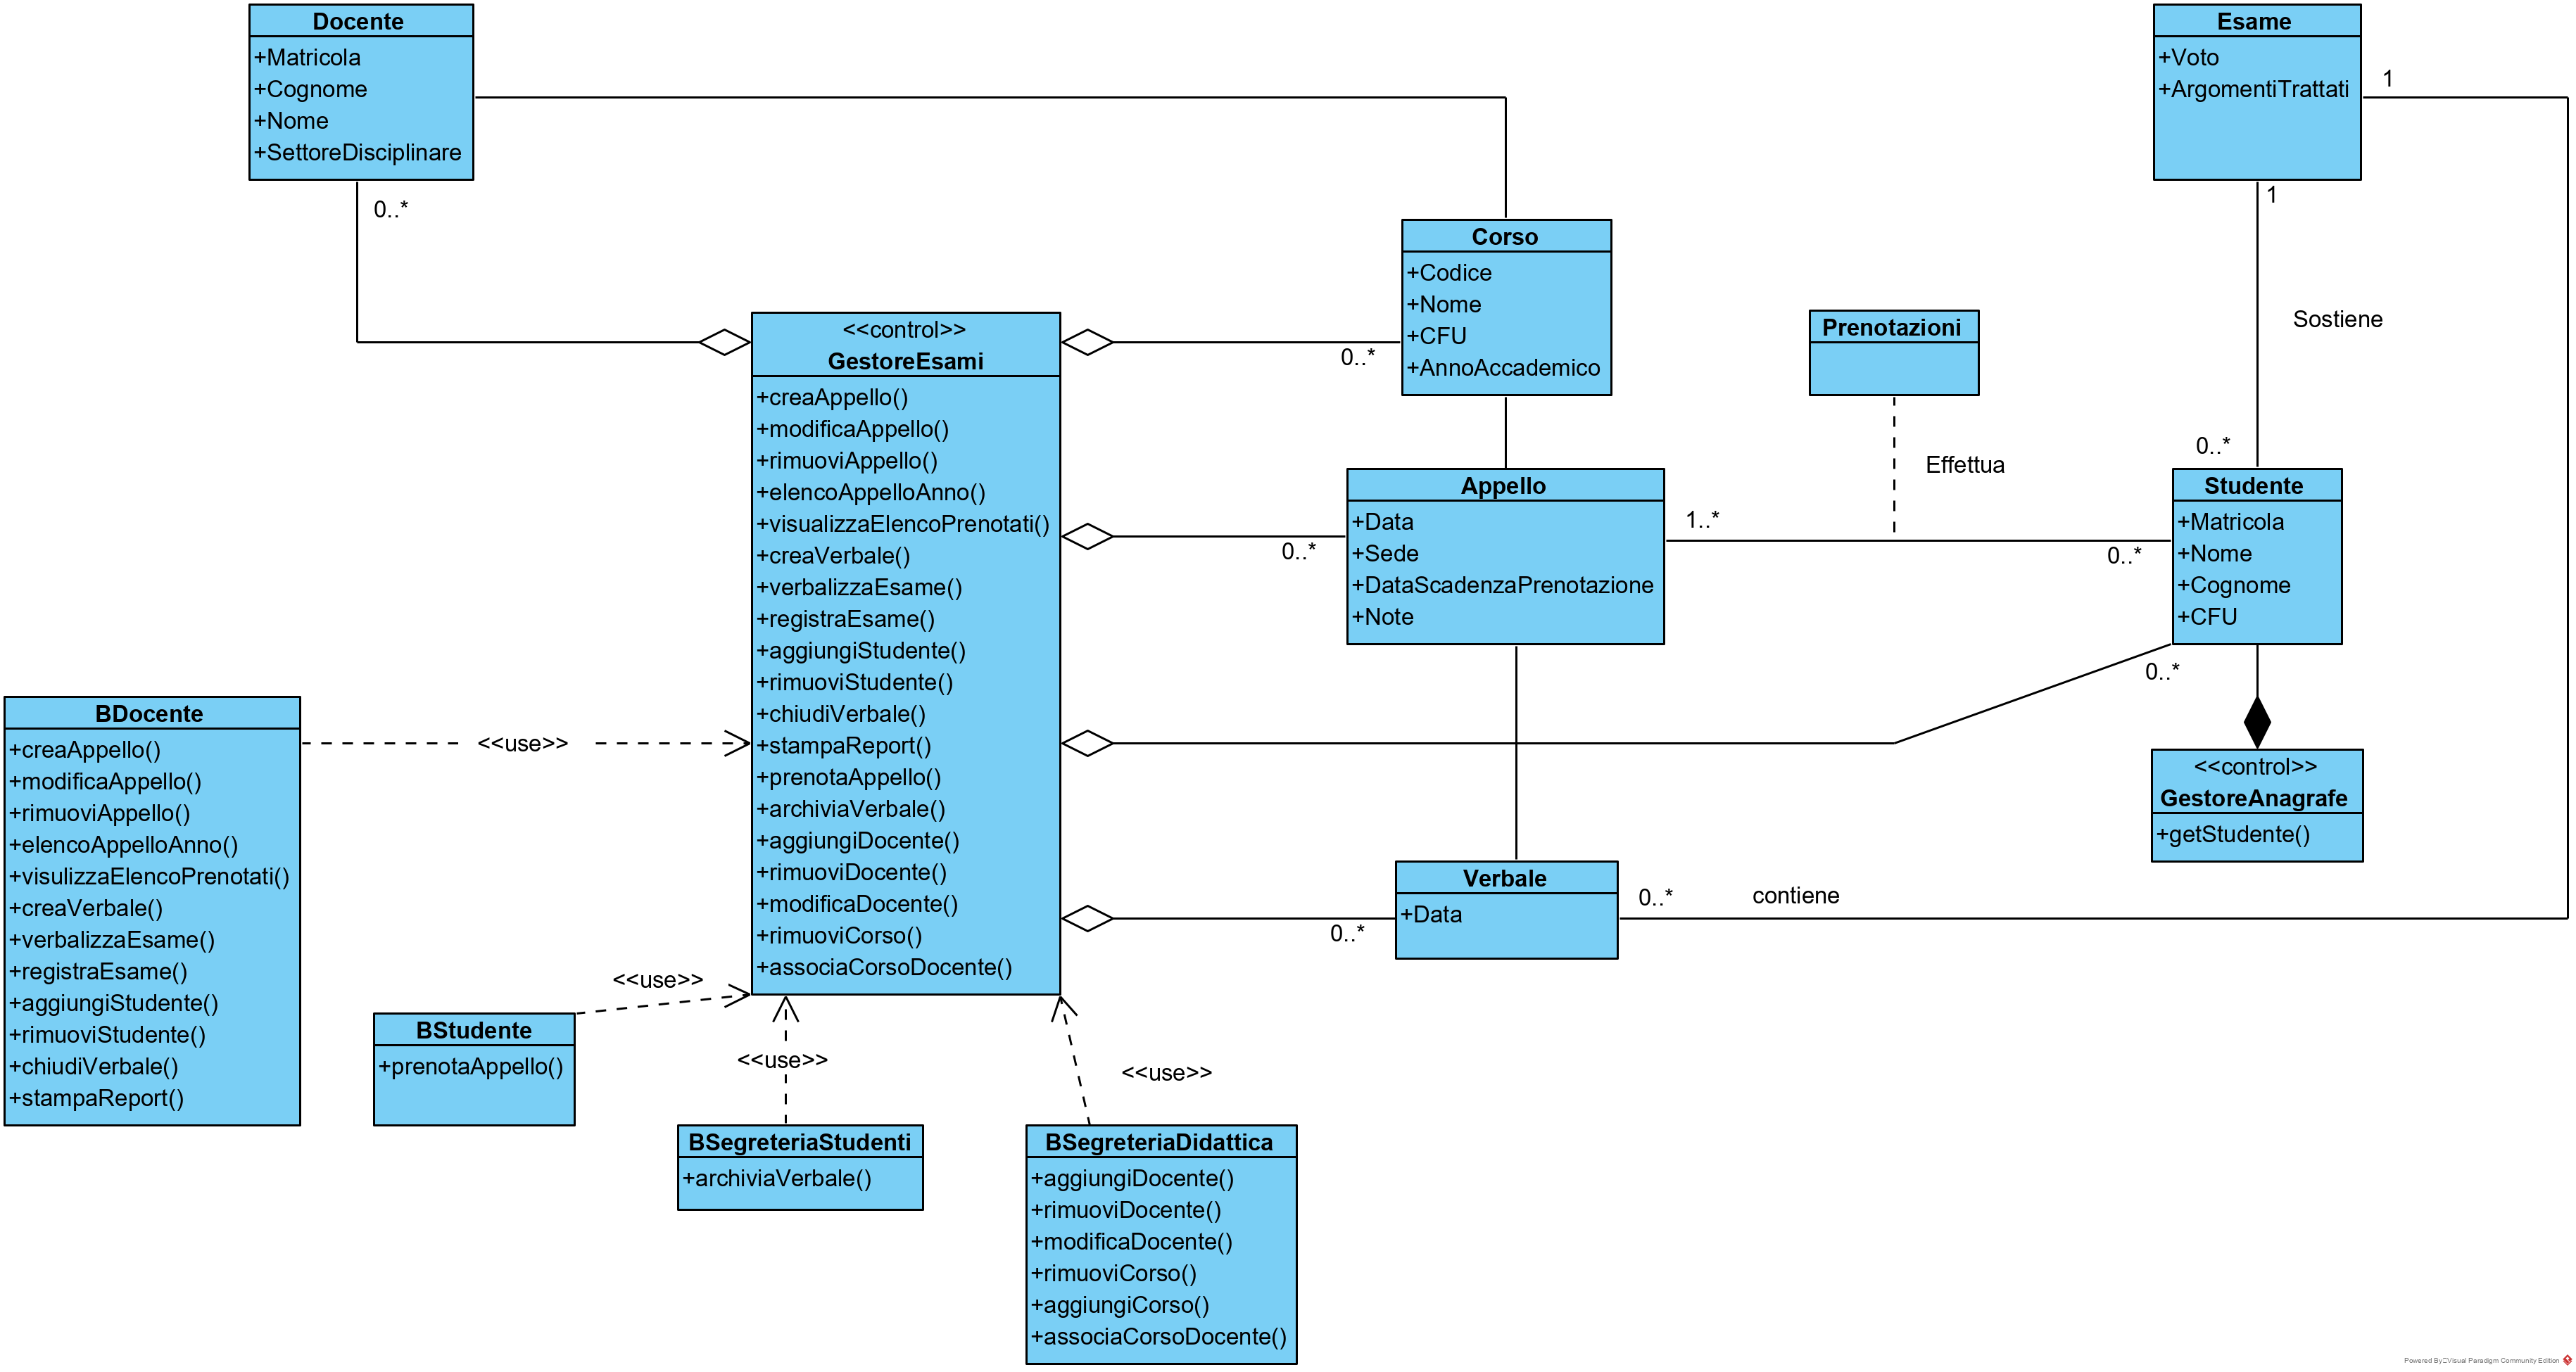 Docente
+Matricola
+Cognome
+Nome
+SettoreDisciplinare
0..*
Esame
+Voto
+ArgomentiTrattati
1
1
Sostiene
0..*
Corso
+Codice
+Nome
+CFU
+AnnoAccademico
0..*
Prenotazioni
Effettua
<<control>>
GestoreEsami
+creaAppello()
+modificaAppello()
+rimuoviAppello()
+elencoAppelloAnno()
+visualizzaElencoPrenotati()
+creaVerbale()
+verbalizzaEsame()
+registraEsame()
+aggiungiStudente()
+rimuoviStudente()
+chiudiVerbale()
+stampaReport()
+prenotaAppello()
+archiviaVerbale()
+aggiungiDocente()
+rimuoviDocente()
+modificaDocente()
+rimuoviCorso()
+associaCorsoDocente()
Appello
+Data
+Sede
+DataScadenzaPrenotazione
+Note
0..*
1..*
0..*
Studente
+Matricola
+Nome
+Cognome
+CFU
0..*
<<control>>
GestoreAnagrafe
+getStudente()
Verbale
+Data
0..*
0..*
contiene
BDocente
+creaAppello()
+modificaAppello()
+rimuoviAppello()
+elencoAppelloAnno()
+visulizzaElencoPrenotati()
+creaVerbale()
+verbalizzaEsame()
+registraEsame()
+aggiungiStudente()
+rimuoviStudente()
+chiudiVerbale()
+stampaReport()
<<use>>
<<use>>
BStudente
+prenotaAppello()
<<use>>
BSegreteriaStudenti
+archiviaVerbale()
<<use>>
BSegreteriaDidattica
+aggiungiDocente()
+rimuoviDocente()
+modificaDocente()
+rimuoviCorso()
+aggiungiCorso()
+associaCorsoDocente()
Powered By Visual Paradigm Community Edition